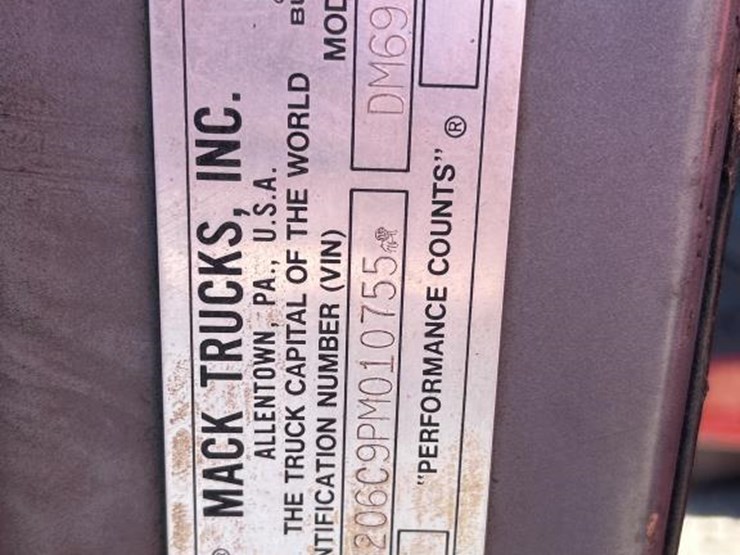 MACK TRUCKS, INC.
ALLENTOWN, PA., U.S.A.
THE TRUCK CAPITAL OF THE WORLD
NTIFICATION NUMBER (VIN) MOD
206C9PM010755 DM69
"PERFORMANCE COUNTS" ®